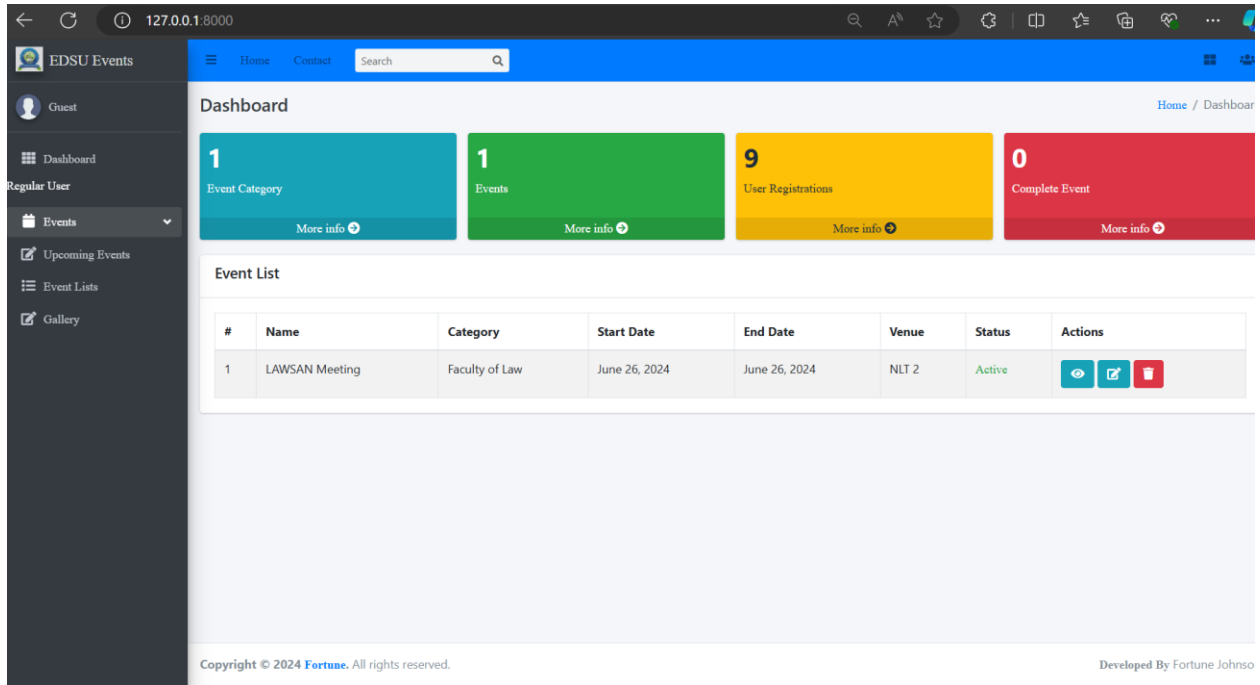 127.0.0.1:8000
EDSU Events
Home Contact Search
Guest
Dashboard
Home / Dashboar
Dashboard
Regular User
Events
Upcoming Events
Event Lists
Gallery
1
Event Category
More info
1
Events
More info
9
User Registrations
More info
0
Complete Event
More info
Event List
# Name Category Start Date End Date Venue Status Actions
1 LAWSAN Meeting Faculty of Law June 26, 2024 June 26, 2024 NLT 2 Active
Copyright © 2024 Fortune. All rights reserved.
Developed By Fortune Johnso